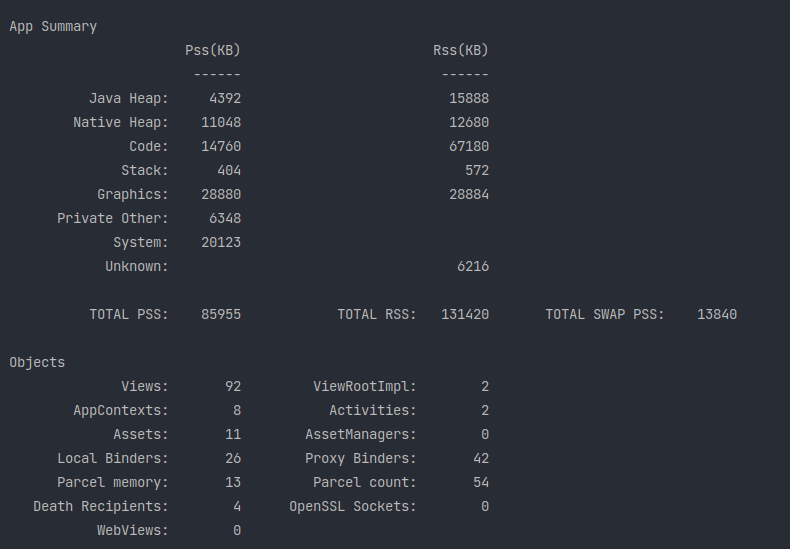 App Summary
Pss(KB) Rss(KB)
------ ------
Java Heap: 4392 15888
Native Heap: 11048 12680
Code: 14760 67180
Stack: 404 572
Graphics: 28880 28884
Private Other: 6348
System: 20123
Unknown: 6216
TOTAL PSS: 85955 TOTAL RSS: 131420 TOTAL SWAP PSS: 13840
Objects
Views: 92 ViewRootImpl: 2
AppContexts: 8 Activities: 2
Assets: 11 AssetManagers: 0
Local Binders: 26 Proxy Binders: 42
Parcel memory: 13 Parcel count: 54
Death Recipients: 4 OpenSSL Sockets: 0
WebViews: 0